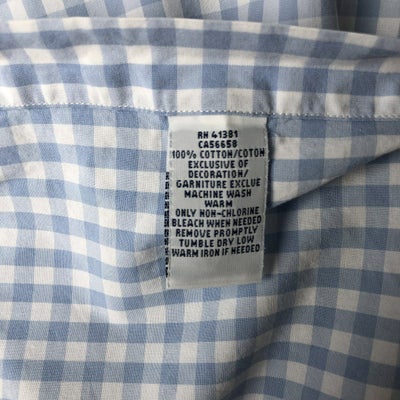 RN 41381
CA56658
100% COTTON/COTON
EXCLUSIVE OF
DECORATION/
GARNITURE EXCLUE
MACHINE WASH
WARM
ONLY NON-CHLORINE
BLEACH WHEN NEEDED
REMOVE PROMPTLY
TUMBLE DRY LOW
WARM IRON IF NEEDED